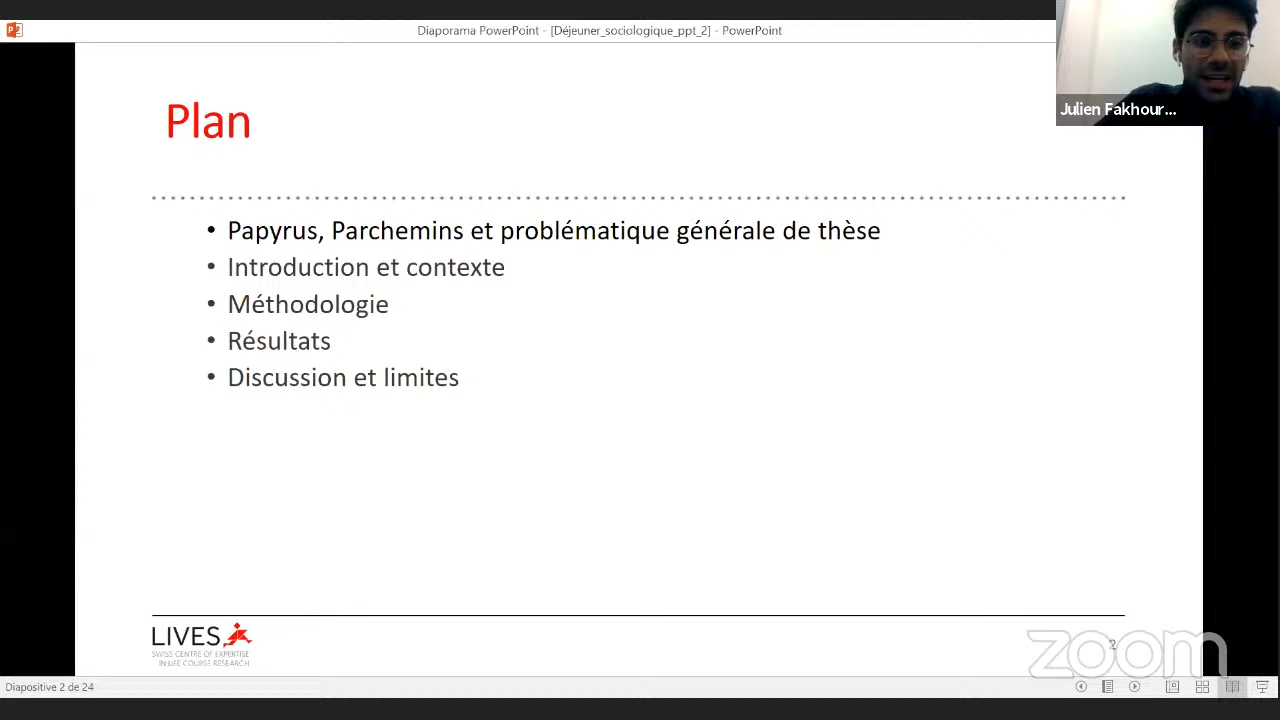 Diaporama PowerPoint - [Déjeuner_sociologique_ppt_2] - PowerPoint
Julien Fakhour...
Plan
• Papyrus, Parchemins et problématique générale de thèse
• Introduction et contexte
• Méthodologie
• Résultats
• Discussion et limites
LIVES
SWISS CENTRE OF EXPERTISE
IN LIFE COURSE RESEARCH
2
zoom
Diapositive 2 de 24